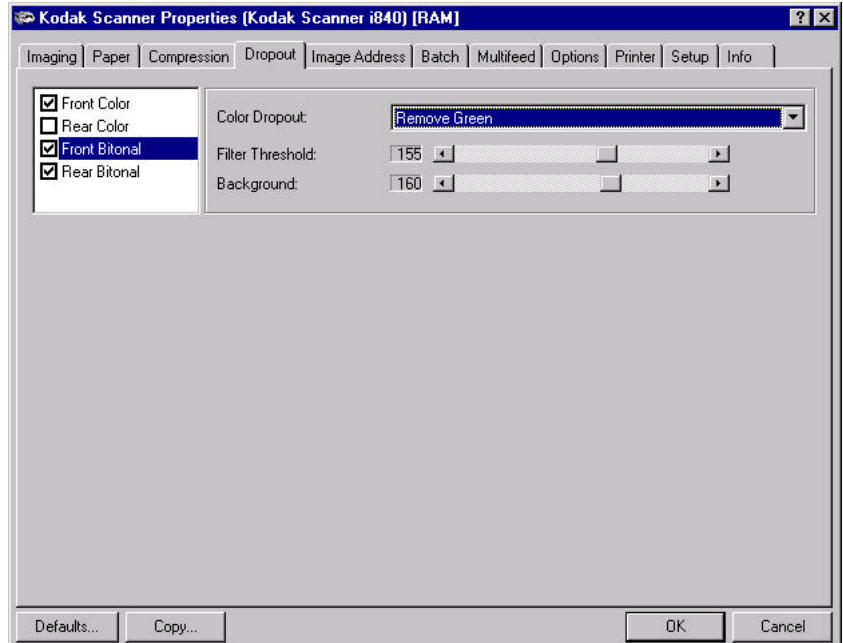 Kodak Scanner Properties (Kodak Scanner i840) [RAM]
Imaging Paper Compression Dropout Image Address Batch Multifeed Options Printer Setup Info
Front Color
Rear Color
Front Bitonal
Rear Bitonal
Color Dropout: Remove Green
Filter Threshold: 155
Background: 160
Defaults... Copy... OK Cancel